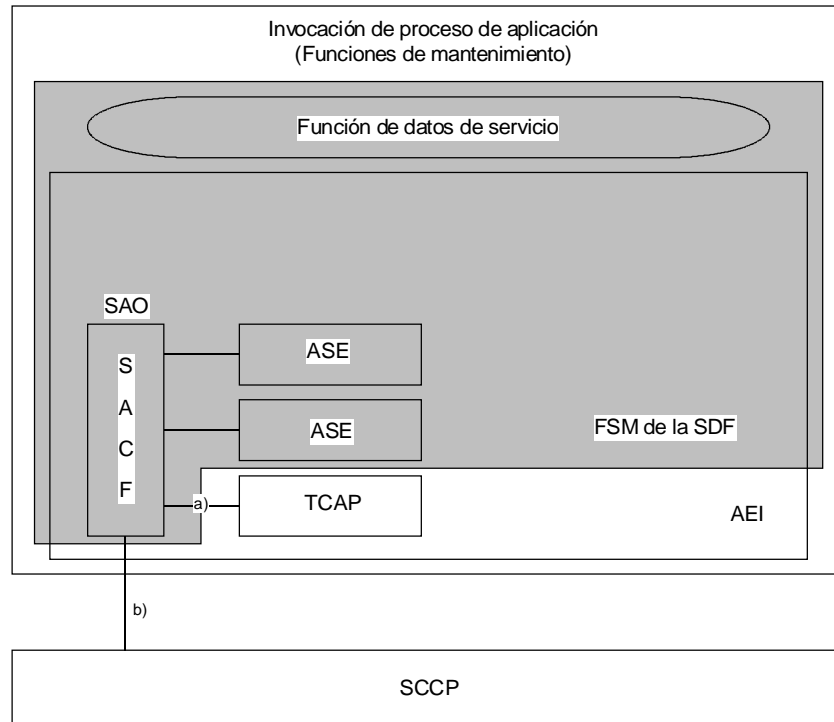 Invocación de proceso de aplicación
(Funciones de mantenimiento)
Función de datos de servicio
SAO
S
A
C
F
ASE
ASE
FSM de la SDF
a)
TCAP
AEI
b)
SCCP